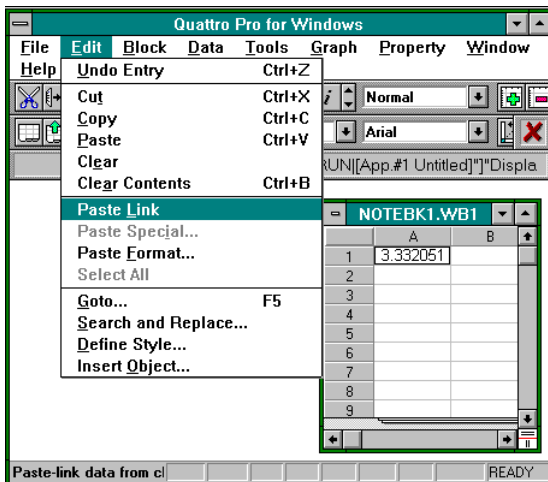 Quattro Pro for Windows
File Edit Block Data Tools Graph Property Window
Help
Undo Entry Ctrl+Z
Cut Ctrl+X
Copy Ctrl+C
Paste Ctrl+V
Clear
Clear Contents Ctrl+B
Paste Link
Paste Special...
Paste Format...
Select All
Goto... F5
Search and Replace...
Define Style...
Insert Object...
i Normal
Arial
RUN|[App.#1 Untitled]"]"Displa
NOTEBK1.WB1
A B
1 3.332051
2
3
4
5
6
7
8
9
Paste-link data from cl
READY